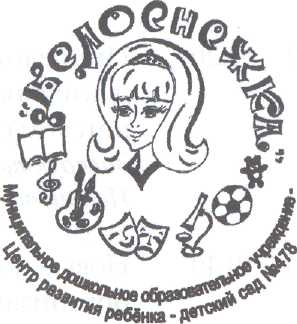 "БЕЛОСНЕЖКА"
Муниципальное дошкольное образовательное учреждение -
Центр развития ребёнка - детский сад №478